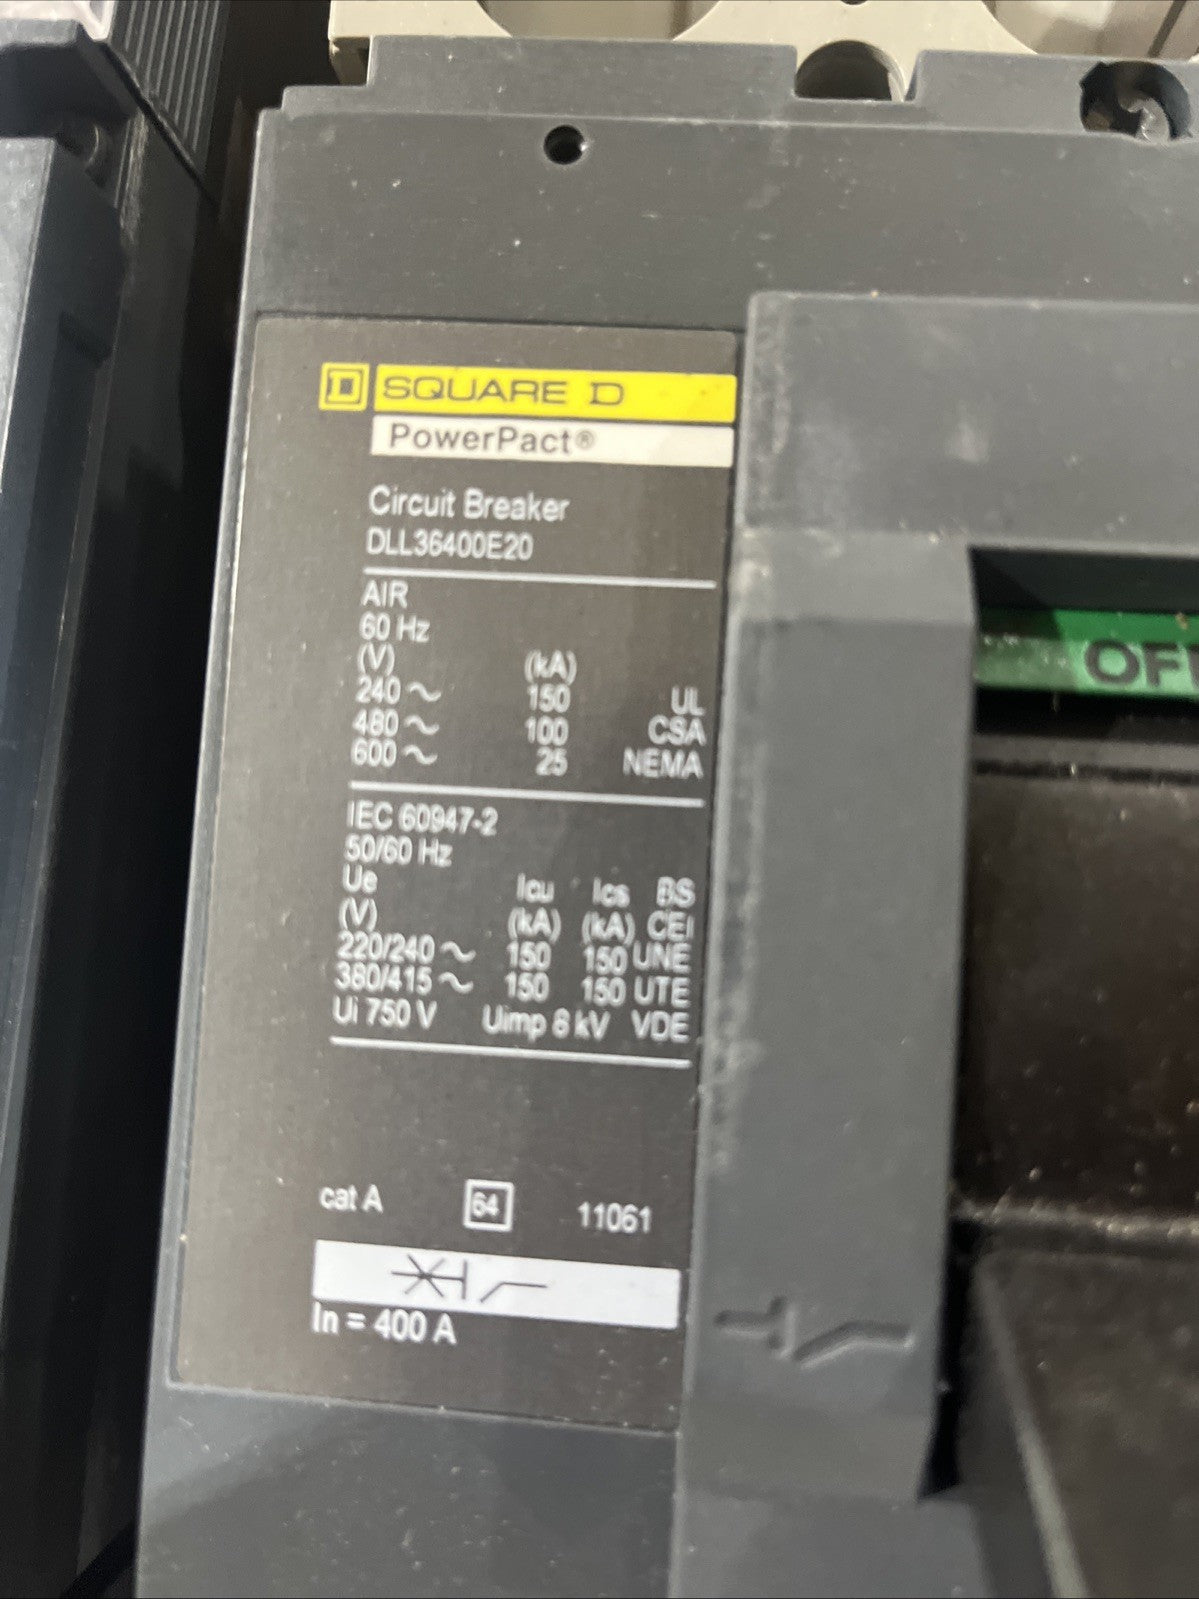 SQUARE D
PowerPact®
Circuit Breaker
DLL36400E20
AIR
60 Hz
(V) (kA)
240 ~ 150 UL
480 ~ 100 CSA
600 ~ 25 NEMA
IEC 60947-2
50/60 Hz
Ue Icu Ics BS
(V) (kA) (kA) CEI
220/240 ~ 150 150 UNE
380/415 ~ 150 150 UTE
Ui 750 V Uimp 8 kV VDE
cat A 64 11061
In = 400 A
OF